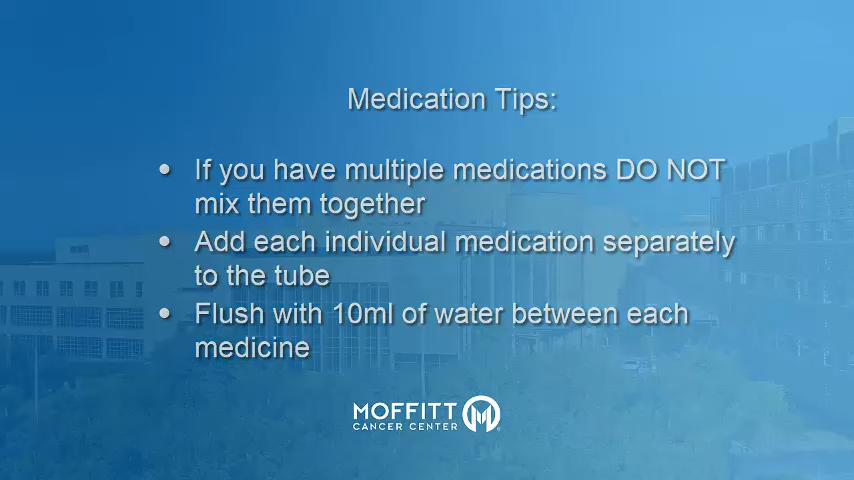 Medication Tips:
• If you have multiple medications DO NOT
mix them together
• Add each individual medication separately
to the tube
• Flush with 10ml of water between each
medicine
MOFFITT
CANCER CENTER